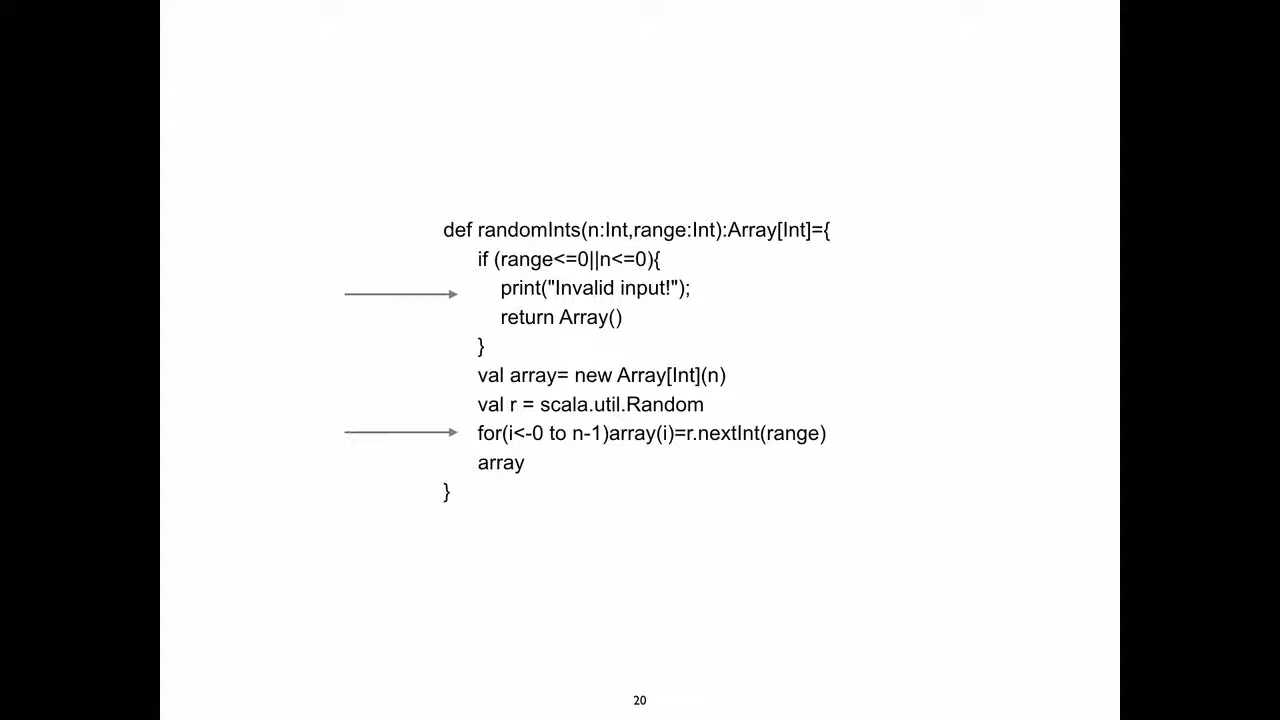 def randomInts(n:Int,range:Int):Array[Int]={
if (range<=0||n<=0){
print("Invalid input!");
return Array()
}
val array= new Array[Int](n)
val r = scala.util.Random
for(i<-0 to n-1)array(i)=r.nextInt(range)
array
}
20